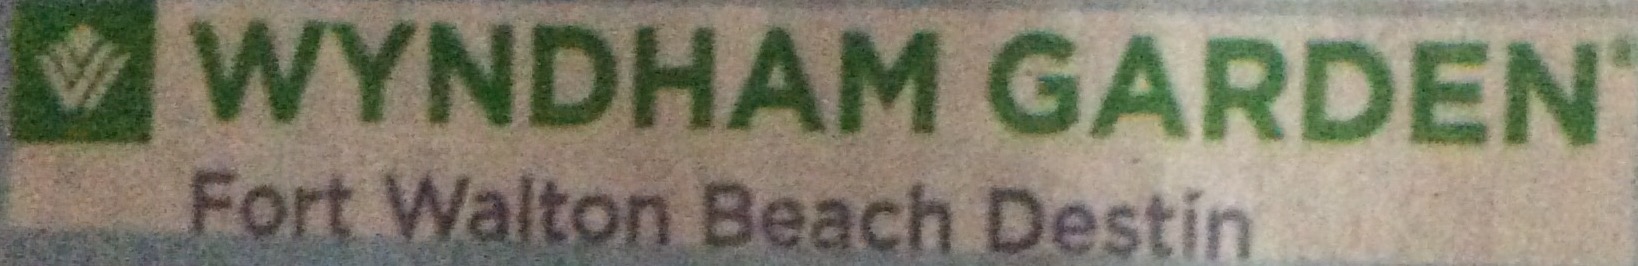 WYNDHAM GARDEN®
Fort Walton Beach Destin